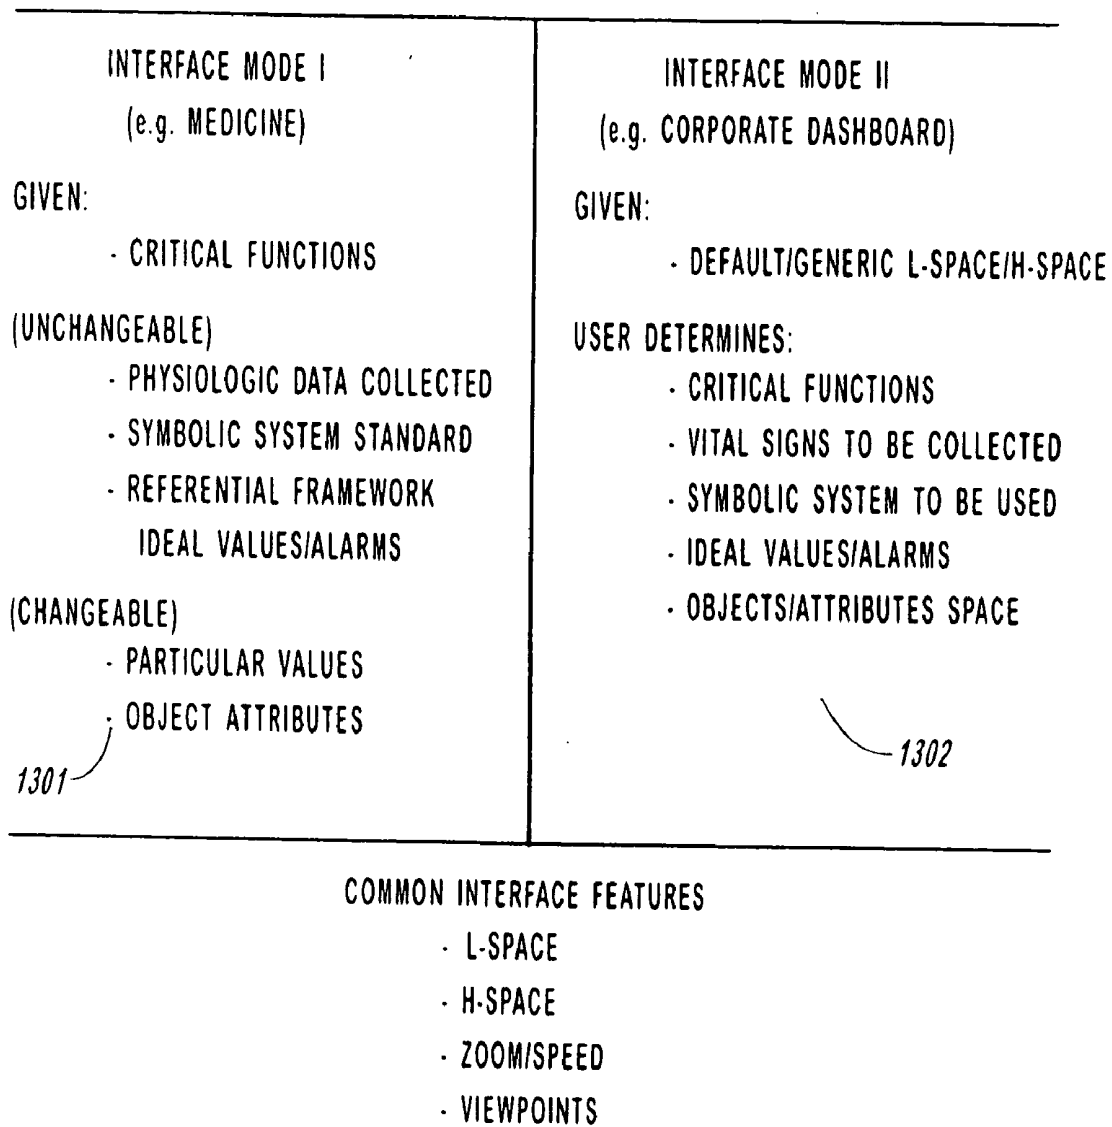 INTERFACE MODE I
(e.g. MEDICINE)
GIVEN:
· CRITICAL FUNCTIONS
(UNCHANGEABLE)
· PHYSIOLOGIC DATA COLLECTED
· SYMBOLIC SYSTEM STANDARD
· REFERENTIAL FRAMEWORK
IDEAL VALUES/ALARMS
(CHANGEABLE)
· PARTICULAR VALUES
· OBJECT ATTRIBUTES
1301
INTERFACE MODE II
(e.g. CORPORATE DASHBOARD)
GIVEN:
· DEFAULT/GENERIC L-SPACE/H-SPACE
USER DETERMINES:
· CRITICAL FUNCTIONS
· VITAL SIGNS TO BE COLLECTED
· SYMBOLIC SYSTEM TO BE USED
· IDEAL VALUES/ALARMS
· OBJECTS/ATTRIBUTES SPACE
1302
COMMON INTERFACE FEATURES
· L-SPACE
· H-SPACE
· ZOOM/SPEED
· VIEWPOINTS